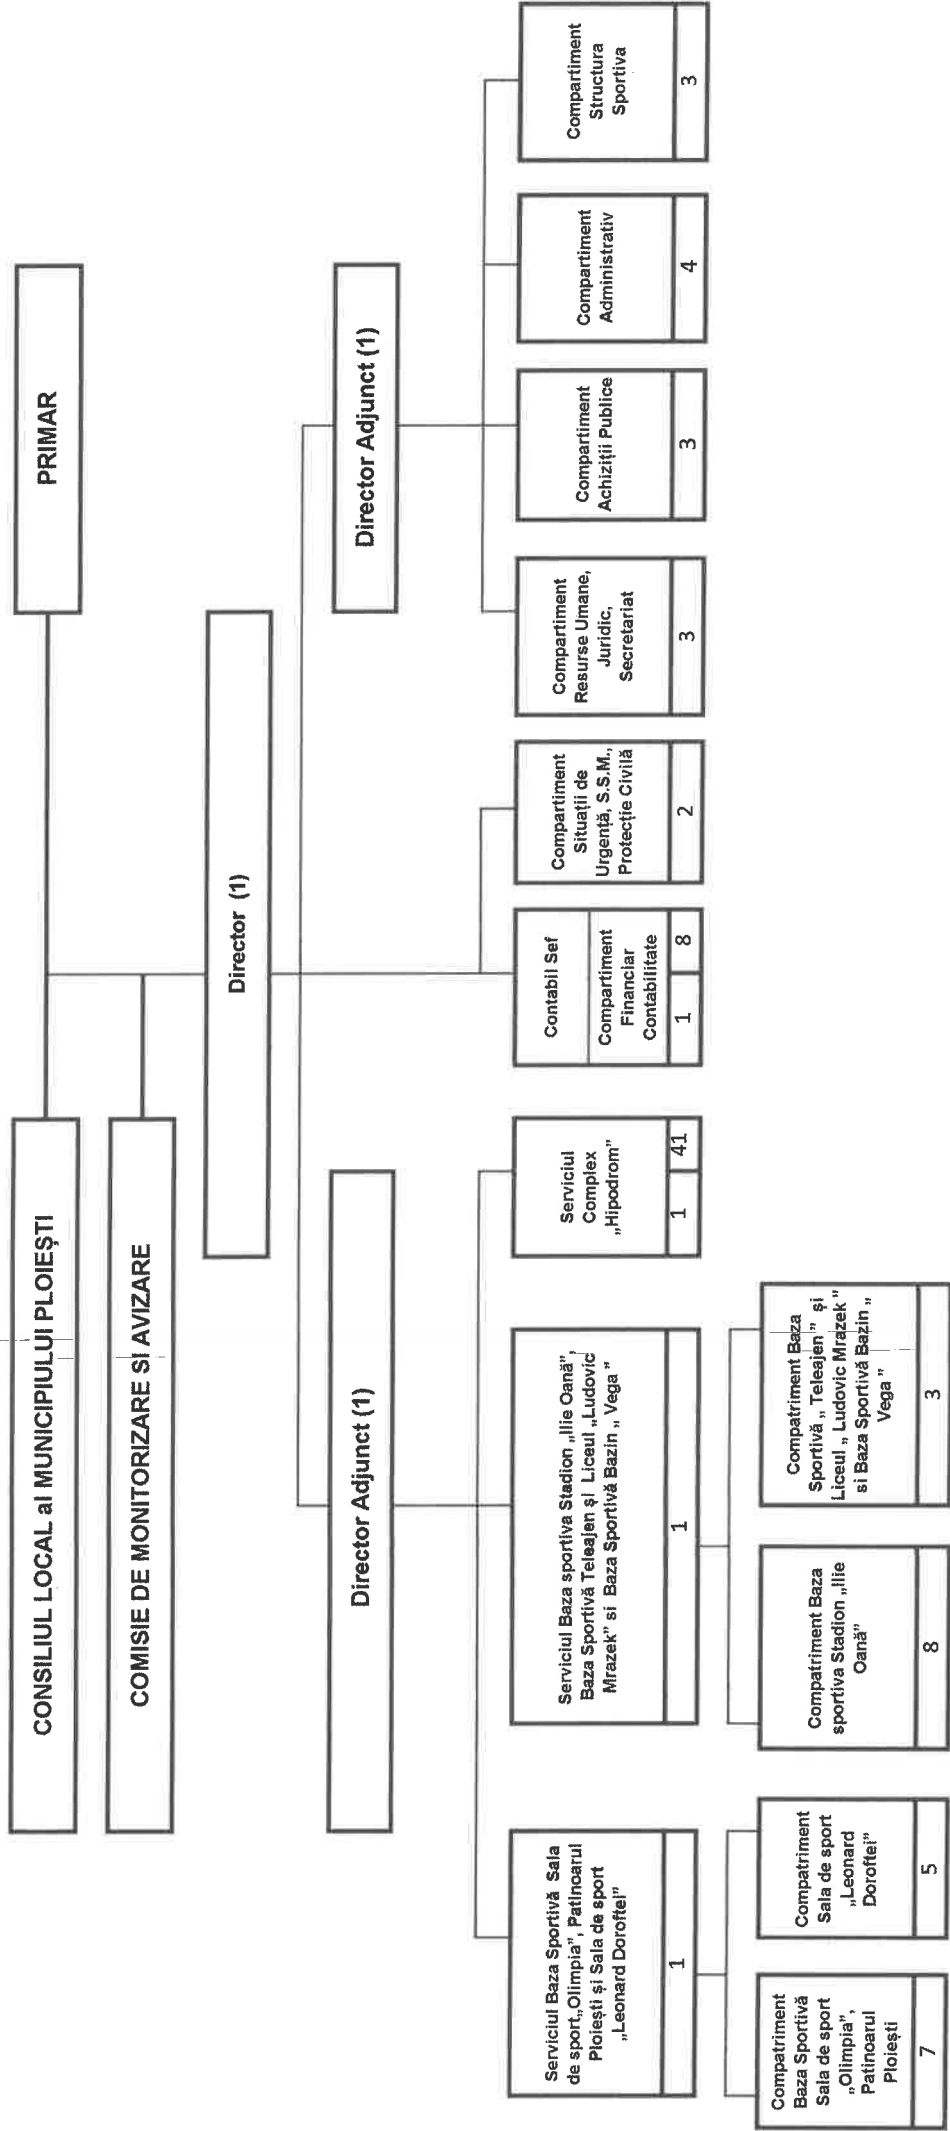 CONSILIUL LOCAL al MUNICIPIULUI PLOIEȘTI
PRIMAR
COMISIE DE MONITORIZARE SI AVIZARE
Director (1)
Director Adjunct (1)
Director Adjunct (1)
Serviciul Baza Sportivă Sala
de sport„Olimpia”, Patinoarul
Ploiești și Sala de sport
„Leonard Doroftei”
1
Serviciul Baza sportiva Stadion „Ilie Oană”,
Baza Sportivă Teleajen și Liceul „Ludovic
Mrazek” si Baza Sportivă Bazin „ Vega ”
1
Serviciul
Complex
„Hipodrom”
1 41
Contabil Sef
Compartiment
Financiar
Contabilitate
1 8
Compartiment
Situații de
Urgență, S.S.M.,
Protecție Civilă
2
Compartiment
Resurse Umane,
Juridic,
Secretariat
3
Compartiment
Achiziții Publice
3
Compartiment
Administrativ
4
Compartiment
Structura
Sportiva
3
Compatriment
Baza Sportivă
Sala de sport
„Olimpia”,
Patinoarul
Ploiești
7
Compatriment
Sala de sport
„Leonard
Doroftei”
5
Compatriment Baza
sportiva Stadion „Ilie
Oană”
8
Compatriment Baza
Sportivă „ Teleajen ” și
Liceul „ Ludovic Mrazek ”
si Baza Sportivă Bazin „
Vega ”
3